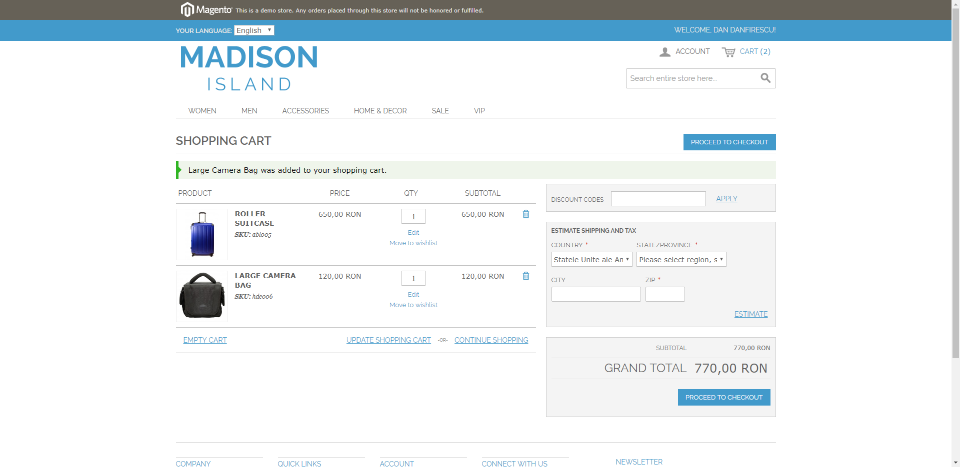 Magento® This is a demo store. Any orders placed through this store will not be honored or fulfilled.
YOUR LANGUAGE: English WELCOME, DAN DANFIRESCU!
MADISON
ISLAND
ACCOUNT CART (2)
Search entire store here...
WOMEN MEN ACCESSORIES HOME & DECOR SALE VIP
SHOPPING CART PROCEED TO CHECKOUT
Large Camera Bag was added to your shopping cart.
PRODUCT PRICE QTY SUBTOTAL
ROLLER SUITCASE 650,00 RON 1 650,00 RON
SKU: abl005
Edit
Move to wishlist
LARGE CAMERA BAG 120,00 RON 1 120,00 RON
SKU: hde006
Edit
Move to wishlist
EMPTY CART UPDATE SHOPPING CART -OR- CONTINUE SHOPPING
DISCOUNT CODES APPLY
ESTIMATE SHIPPING AND TAX
COUNTRY * STATE/PROVINCE *
Statele Unite ale Am Please select region, s
CITY ZIP *
ESTIMATE
SUBTOTAL 770,00 RON
GRAND TOTAL 770,00 RON
PROCEED TO CHECKOUT
COMPANY QUICK LINKS ACCOUNT CONNECT WITH US NEWSLETTER